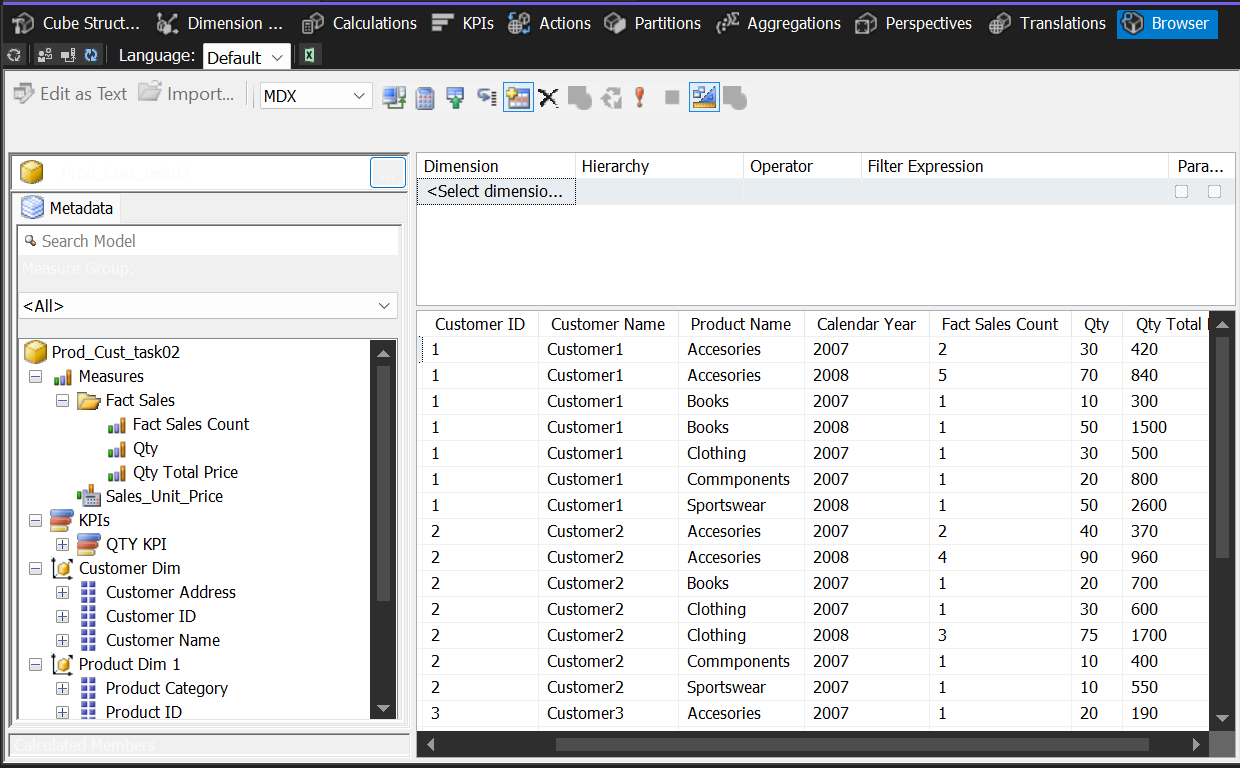 Cube Struct... Dimension ... Calculations KPIs Actions Partitions Aggregations Perspectives Translations Browser
Language: Default
Edit as Text Import... MDX
Prod_Cust_task02
...
Metadata
Search Model
Measure Group:
<All>
Prod_Cust_task02
Measures
Fact Sales
Fact Sales Count
Qty
Qty Total Price
Sales_Unit_Price
KPIs
QTY KPI
Customer Dim
Customer Address
Customer ID
Customer Name
Product Dim 1
Product Category
Product ID
Calculated Members
Dimension Hierarchy Operator Filter Expression Para...
<Select dimensio...
Customer ID Customer Name Product Name Calendar Year Fact Sales Count Qty Qty Total
1 Customer1 Accesories 2007 2 30 420
1 Customer1 Accesories 2008 5 70 840
1 Customer1 Books 2007 1 10 300
1 Customer1 Books 2008 1 50 1500
1 Customer1 Clothing 2007 1 30 500
1 Customer1 Commponents 2007 1 20 800
1 Customer1 Sportswear 2008 1 50 2600
2 Customer2 Accesories 2007 2 40 370
2 Customer2 Accesories 2008 4 90 960
2 Customer2 Books 2007 1 20 700
2 Customer2 Clothing 2007 1 30 600
2 Customer2 Clothing 2008 3 75 1700
2 Customer2 Commponents 2007 1 10 400
2 Customer2 Sportswear 2007 1 10 550
3 Customer3 Accesories 2007 1 20 190